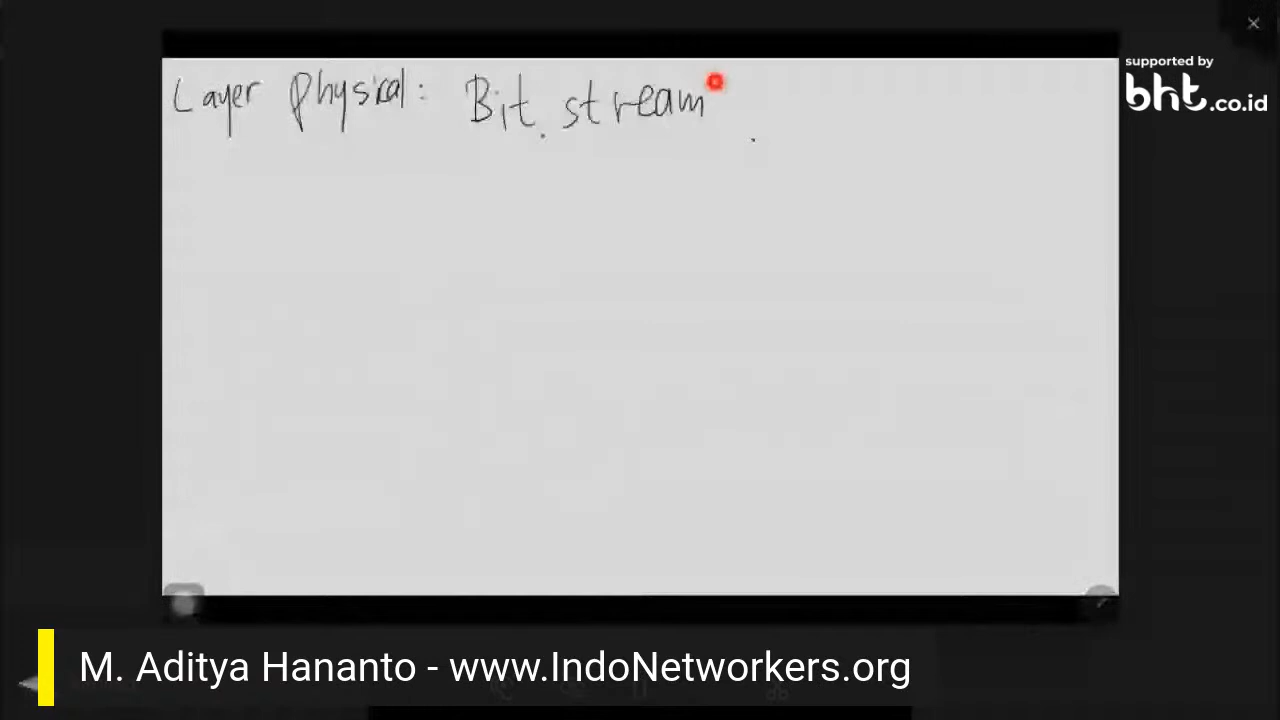 Layer Physical: Bit stream
supported by
bht.co.id
M. Aditya Hananto - www.IndoNetworkers.org